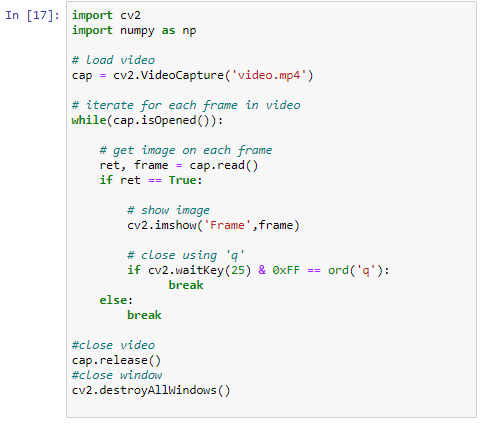 In [17]: import cv2
import numpy as np

# load video
cap = cv2.VideoCapture('video.mp4')

# iterate for each frame in video
while(cap.isOpened()):

    # get image on each frame
    ret, frame = cap.read()
    if ret == True:

        # show image
        cv2.imshow('Frame',frame)

        # close using 'q'
        if cv2.waitKey(25) & 0xFF == ord('q'):
              break
    else:
        break

#close video
cap.release()
#close window
cv2.destroyAllWindows()